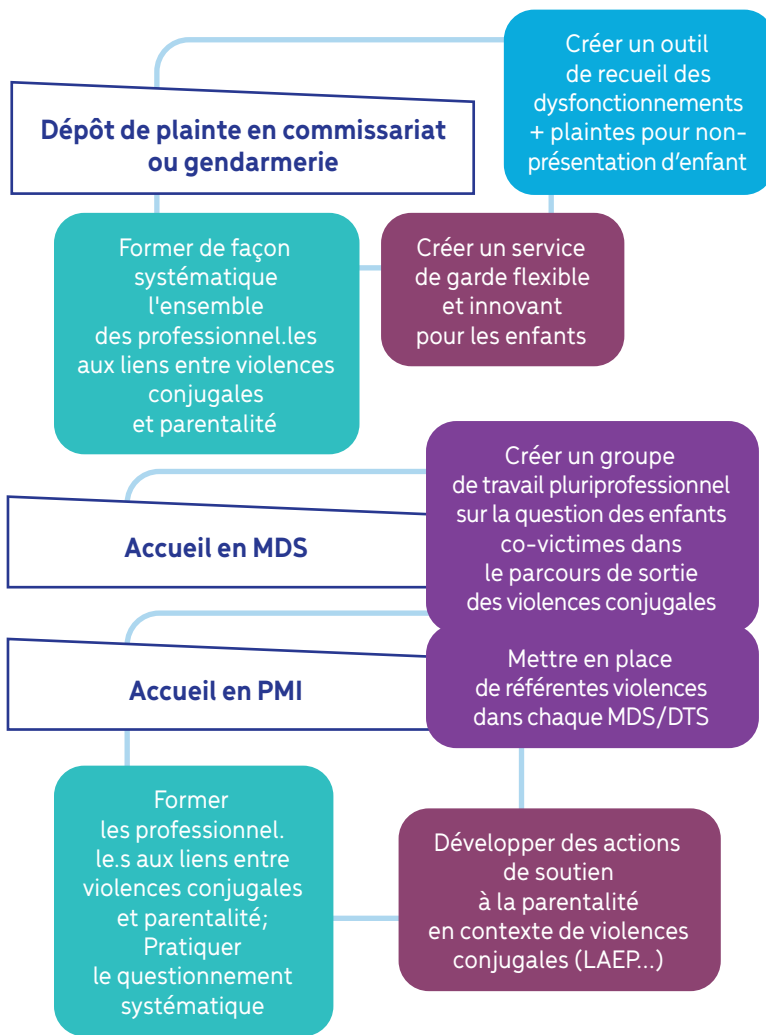 Créer un outil
de recueil des
dysfonctionnements
+ plaintes pour non-
présentation d'enfant
Dépôt de plainte en commissariat
ou gendarmerie
Former de façon
systématique
l'ensemble
des professionnel.les
aux liens entre violences
conjugales
et parentalité
Créer un service
de garde flexible
et innovant
pour les enfants
Créer un groupe
de travail pluriprofessionnel
sur la question des enfants
co-victimes dans
le parcours de sortie
des violences conjugales
Accueil en MDS
Mettre en place
de référentes violences
dans chaque MDS/DTS
Accueil en PMI
Former
les professionnel.
le.s aux liens entre
violences conjugales
et parentalité;
Pratiquer
le questionnement
systématique
Développer des actions
de soutien
à la parentalité
en contexte de violences
conjugales (LAEP...)